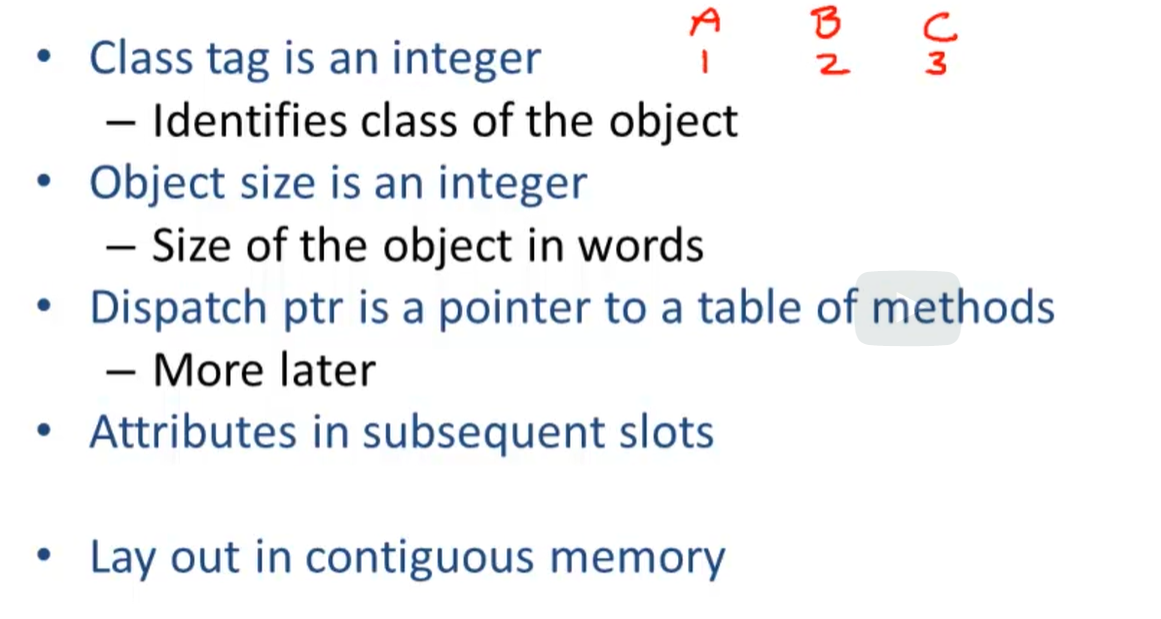 A B C
• Class tag is an integer 1 2 3
– Identifies class of the object
• Object size is an integer
– Size of the object in words
• Dispatch ptr is a pointer to a table of methods
– More later
• Attributes in subsequent slots
• Lay out in contiguous memory